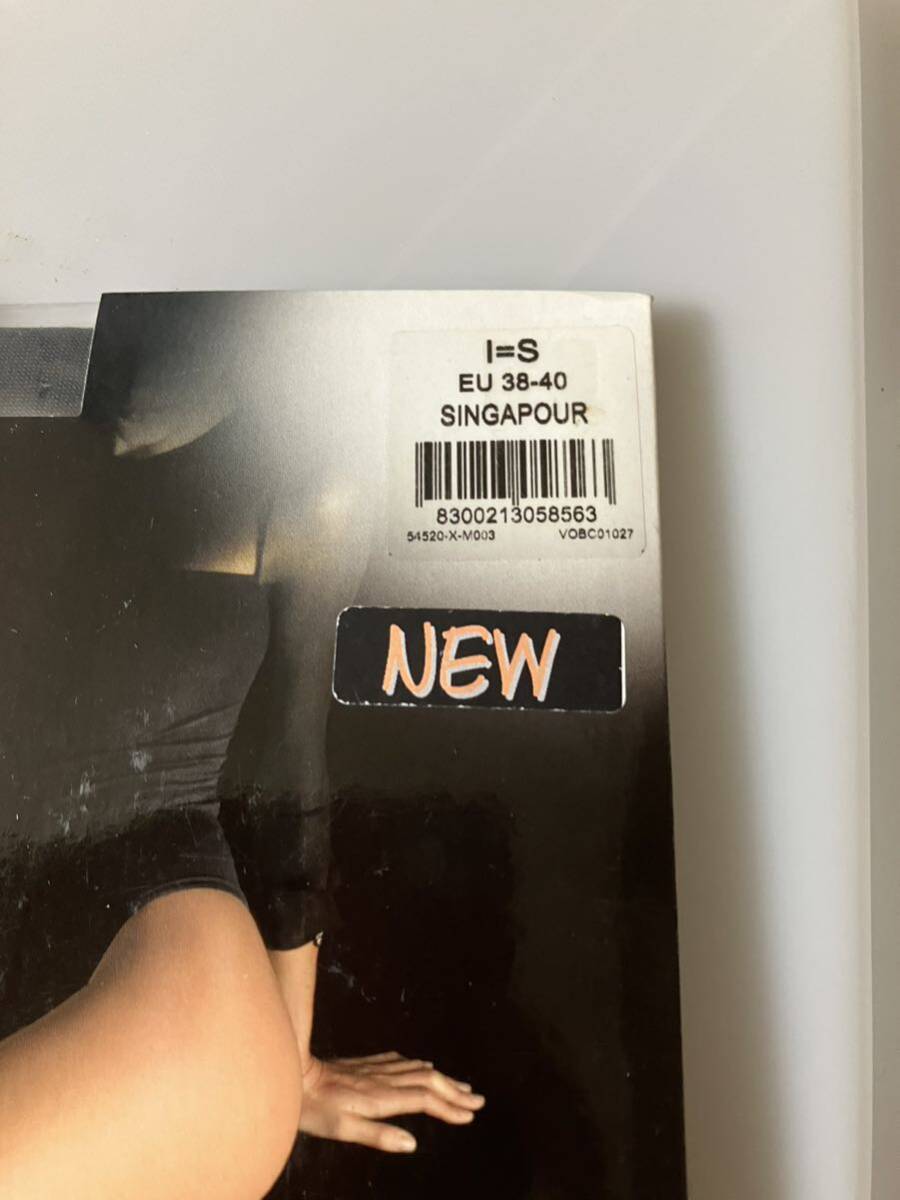 I=S
EU 38-40
SINGAPOUR
8300213058563
54520-X-M003 VOBC01027
NEW